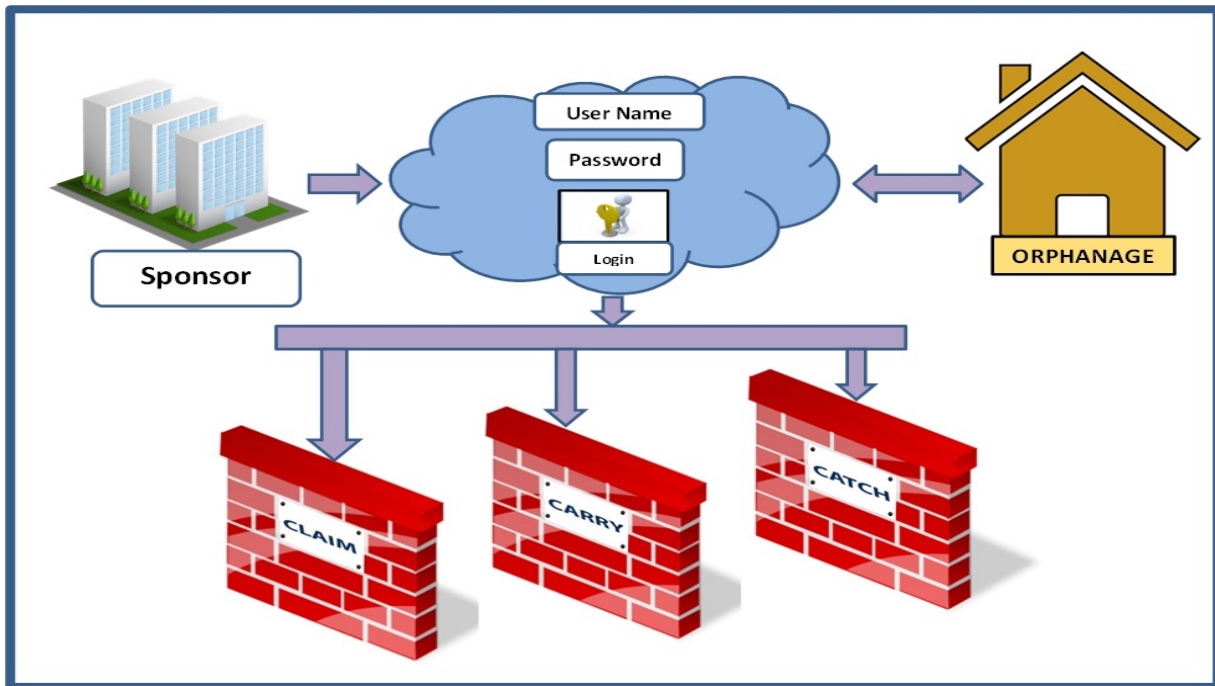 User Name
Password
Login
Sponsor
ORPHANAGE
CLAIM
CARRY
CATCH